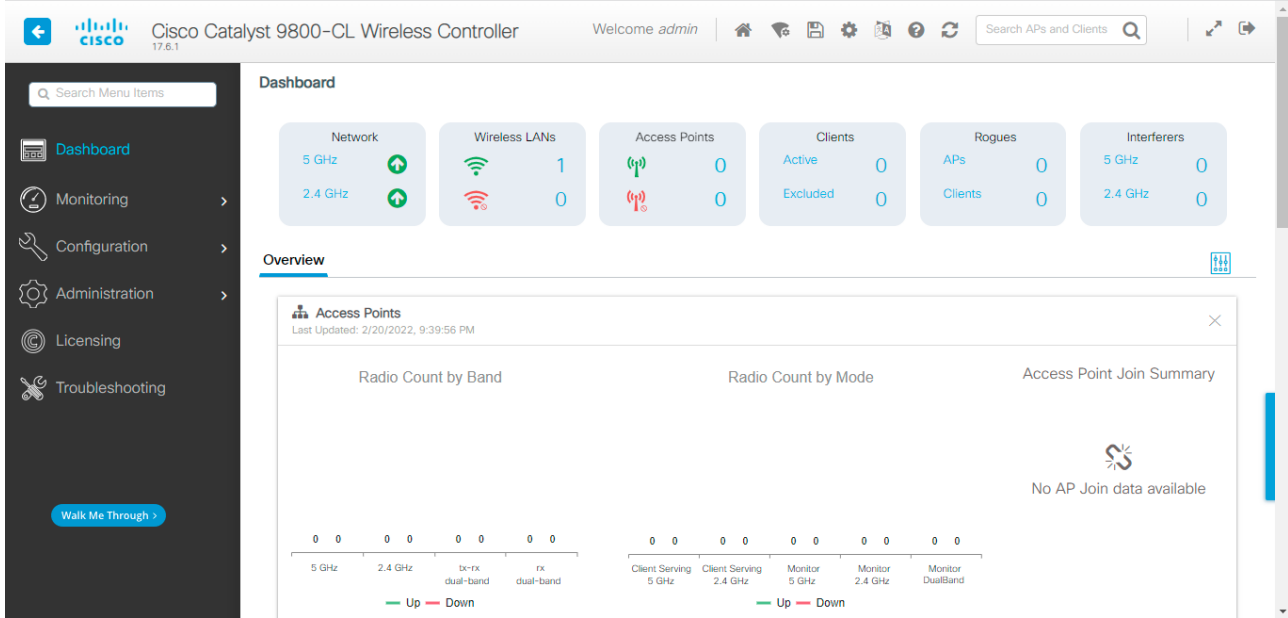 CISCO
Cisco Catalyst 9800-CL Wireless Controller
17.6.1
Welcome admin
Search APs and Clients
Search Menu Items
Dashboard
Monitoring
Configuration
Administration
Licensing
Troubleshooting
Walk Me Through >
Dashboard
Network
5 GHz
2.4 GHz
Wireless LANs
1
0
Access Points
0
0
Clients
Active 0
Excluded 0
Rogues
APs 0
Clients 0
Interferers
5 GHz 0
2.4 GHz 0
Overview
Access Points
Last Updated: 2/20/2022, 9:39:56 PM
Radio Count by Band
0 0 0 0 0 0 0 0
5 GHz 2.4 GHz tx-rx rx
dual-band dual-band
Up Down
Radio Count by Mode
0 0 0 0 0 0 0 0 0 0
Client Serving Client Serving Monitor Monitor Monitor
5 GHz 2.4 GHz 5 GHz 2.4 GHz DualBand
Up Down
Access Point Join Summary
No AP Join data available